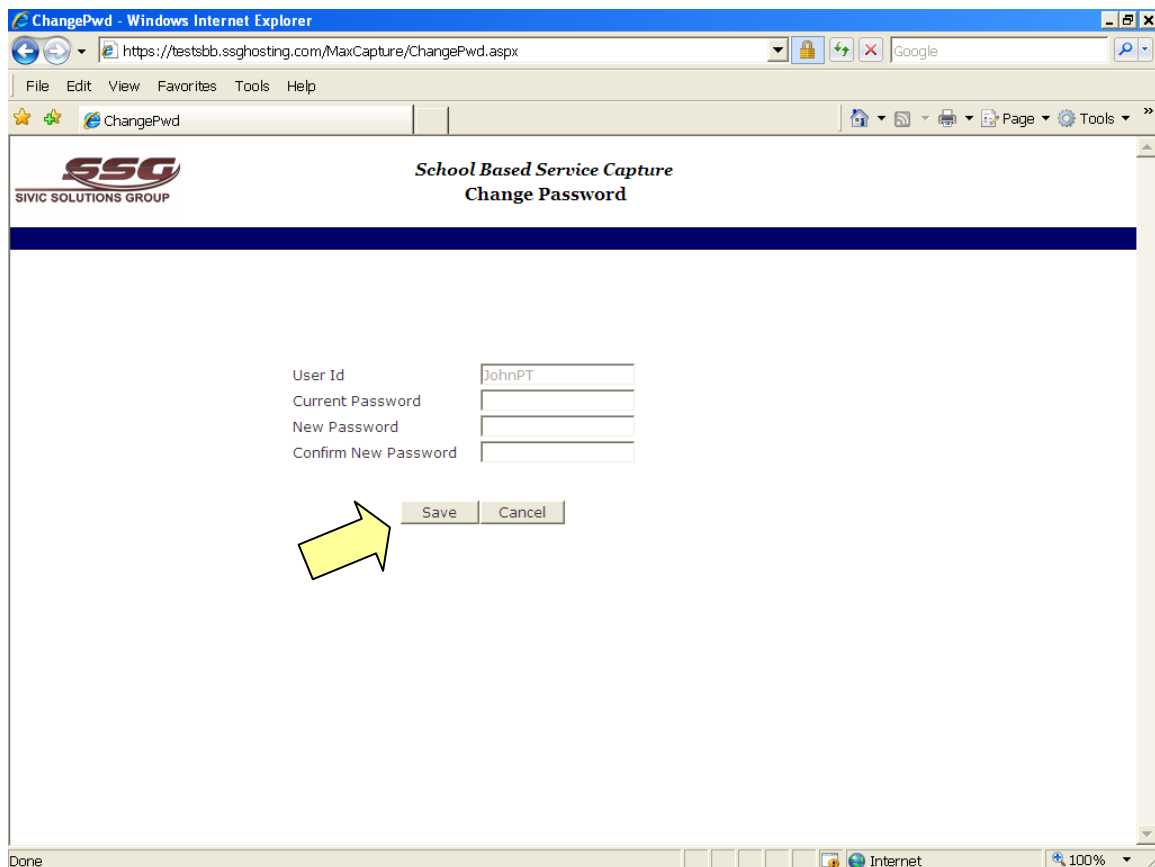 ChangePwd - Windows Internet Explorer
https://testsbb.ssghosting.com/MaxCapture/ChangePwd.aspx
Google
File Edit View Favorites Tools Help
ChangePwd
Page Tools »
SSG
SIVIC SOLUTIONS GROUP
School Based Service Capture
Change Password
User Id JohnPT
Current Password
New Password
Confirm New Password
Save Cancel
Done Internet 100%